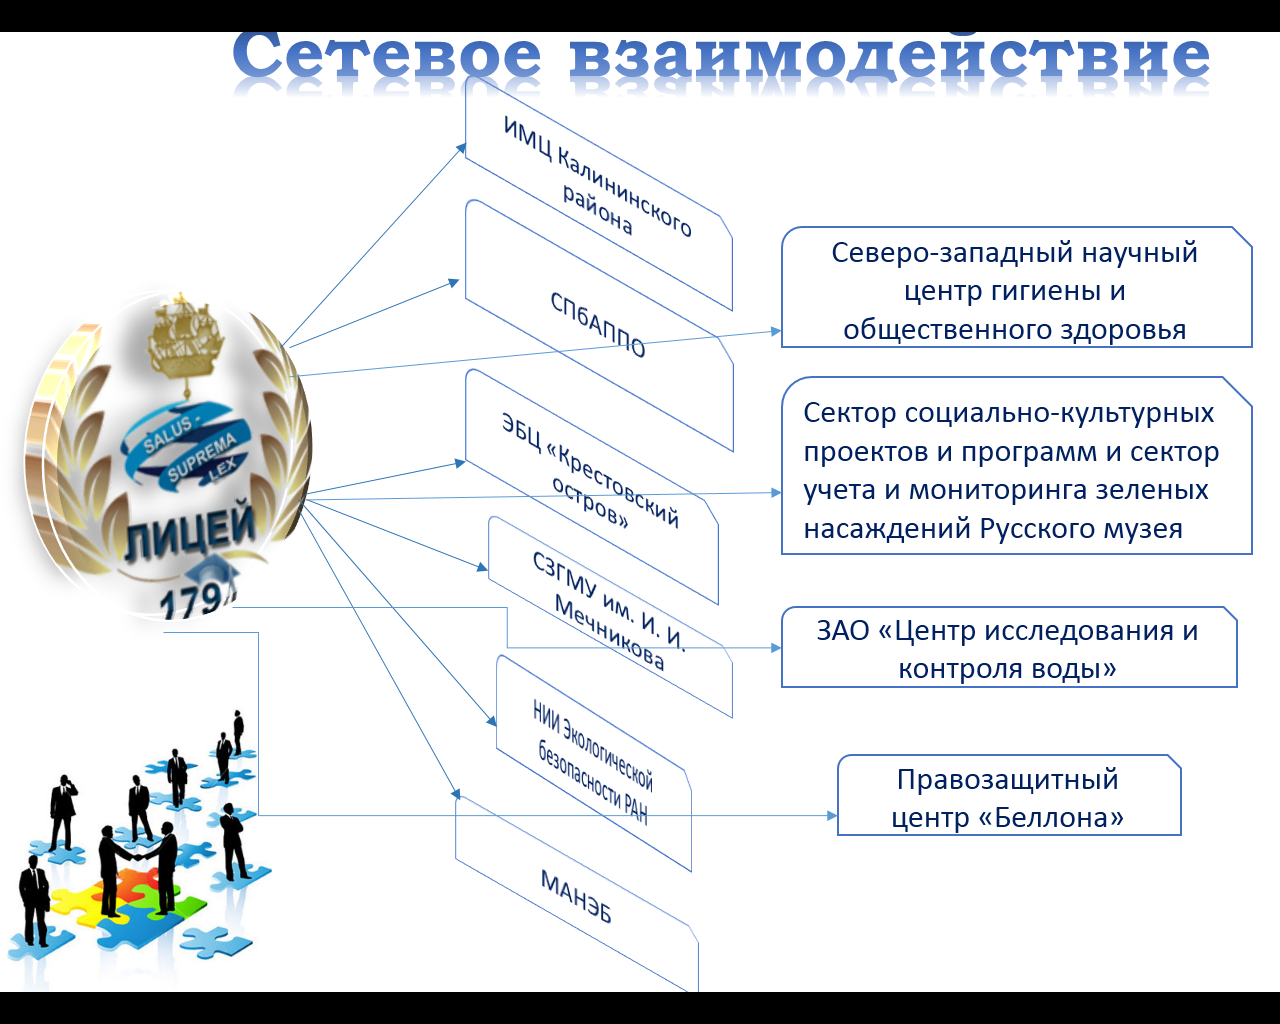 Сетевое взаимодействие
ИМЦ Калининского
района
СПбАППО
ЭБЦ «Крестовский
остров»
СЗГМУ им. И. И.
Мечникова
НИИ Экологической
безопасности РАН
МАНЭБ
Северо-западный научный
центр гигиены и
общественного здоровья
Сектор социально-культурных
проектов и программ и сектор
учета и мониторинга зеленых
насаждений Русского музея
ЗАО «Центр исследования и
контроля воды»
Правозащитный
центр «Беллона»
SALUS -
SUPREMA
LEX
ЛИЦЕЙ
179